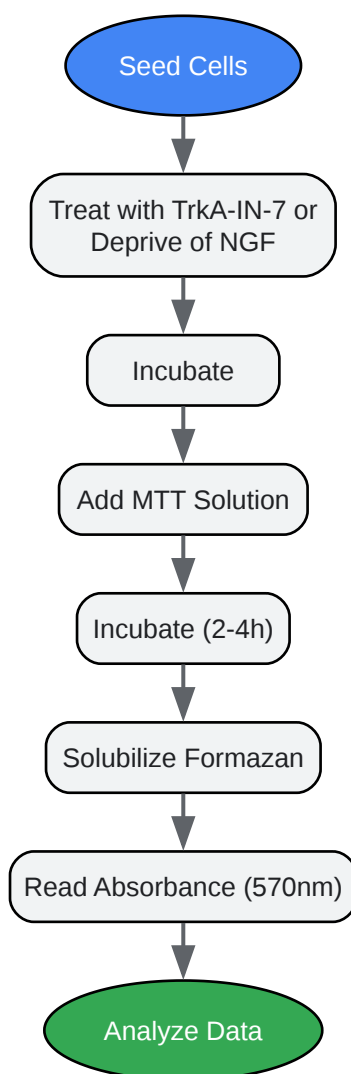 Seed Cells
Treat with TrkA-IN-7 or
Deprive of NGF
Incubate
Add MTT Solution
Incubate (2-4h)
Solubilize Formazan
Read Absorbance (570nm)
Analyze Data